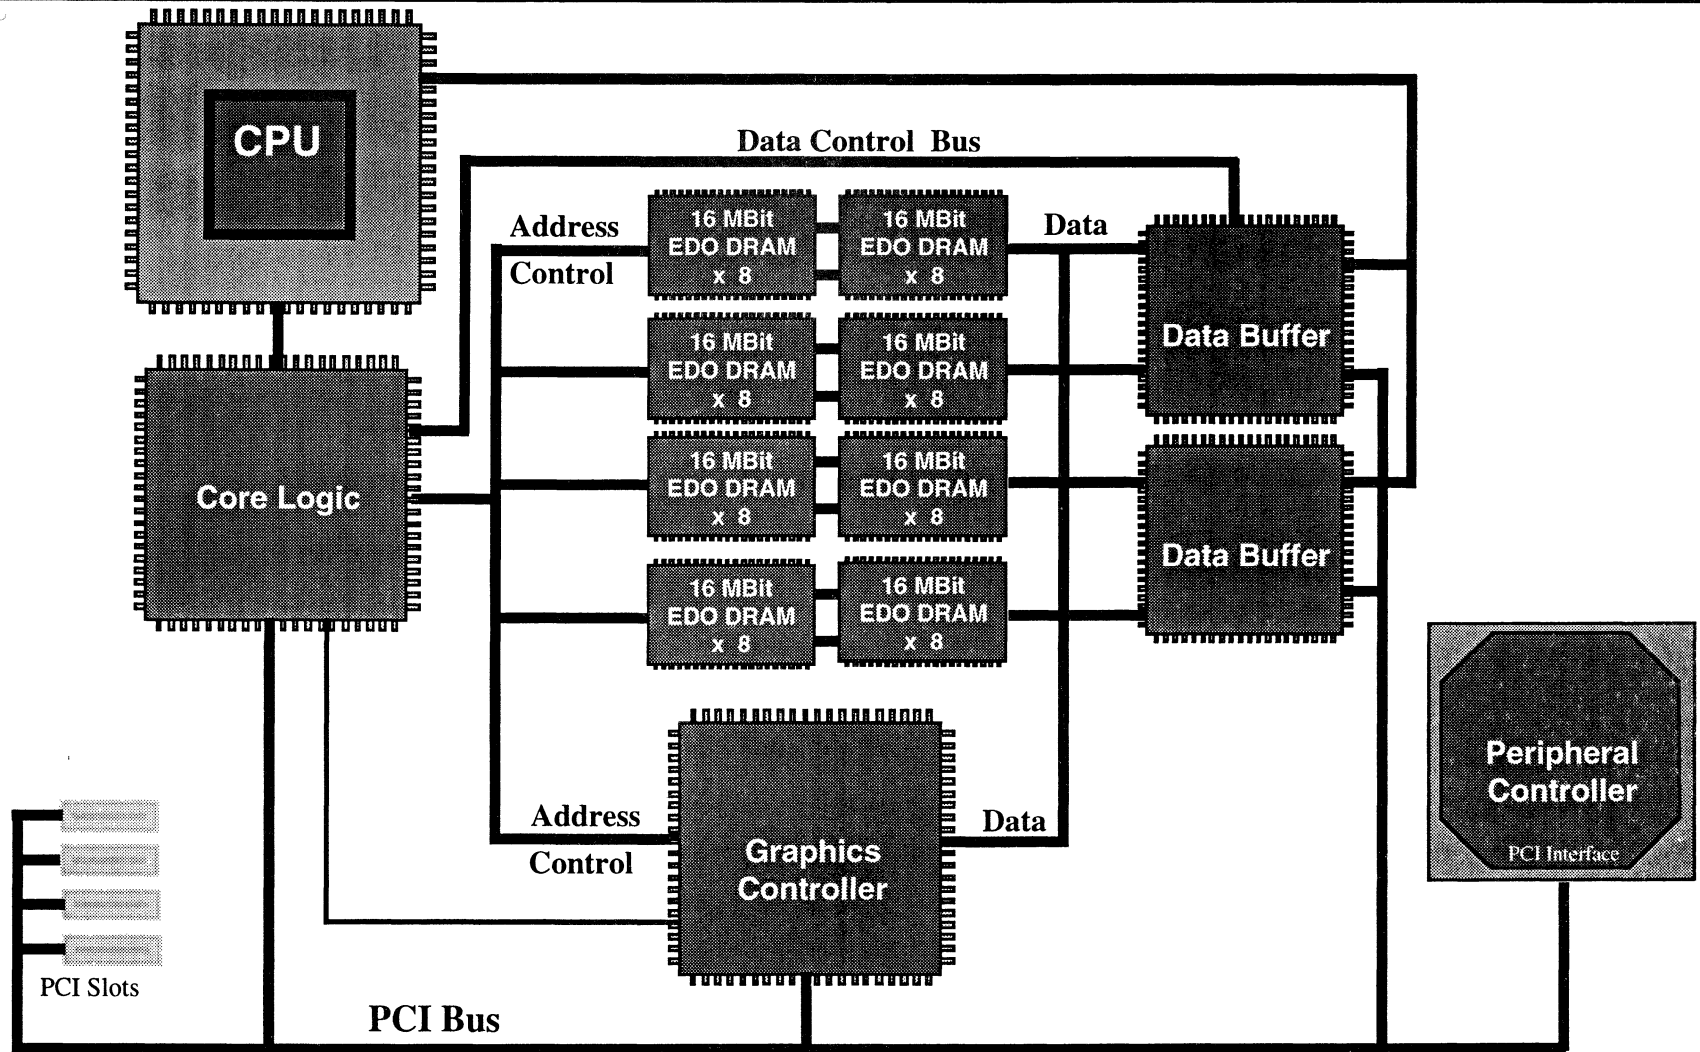 CPU
Data Control Bus
Address
Control
16 MBit
EDO DRAM
x 8
16 MBit
EDO DRAM
x 8
Data
Data Buffer
16 MBit
EDO DRAM
x 8
16 MBit
EDO DRAM
x 8
Core Logic
16 MBit
EDO DRAM
x 8
16 MBit
EDO DRAM
x 8
Data Buffer
16 MBit
EDO DRAM
x 8
16 MBit
EDO DRAM
x 8
Address
Control
Data
Graphics
Controller
Peripheral
Controller
PCI Interface
PCI Slots
PCI Bus